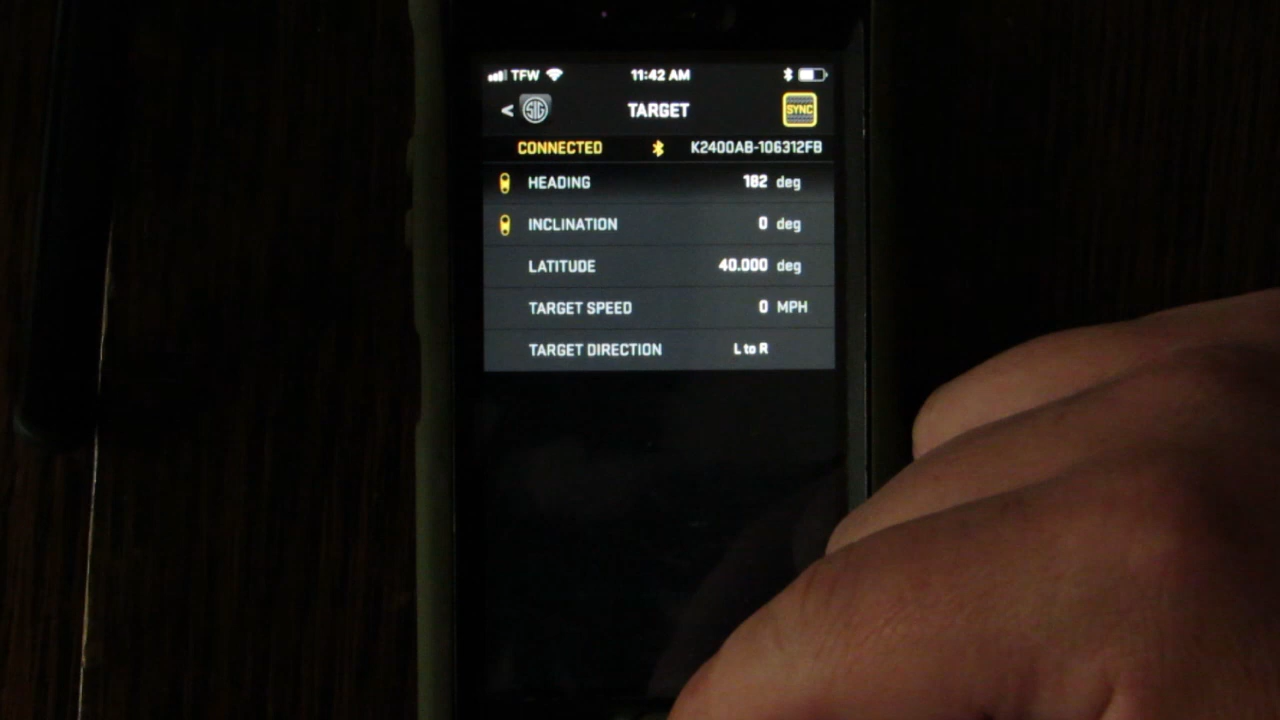 TFW 11:42 AM
< SIG TARGET SYNC
CONNECTED K2400AB-106312FB
HEADING 182 deg
INCLINATION 0 deg
LATITUDE 40.000 deg
TARGET SPEED 0 MPH
TARGET DIRECTION L to R